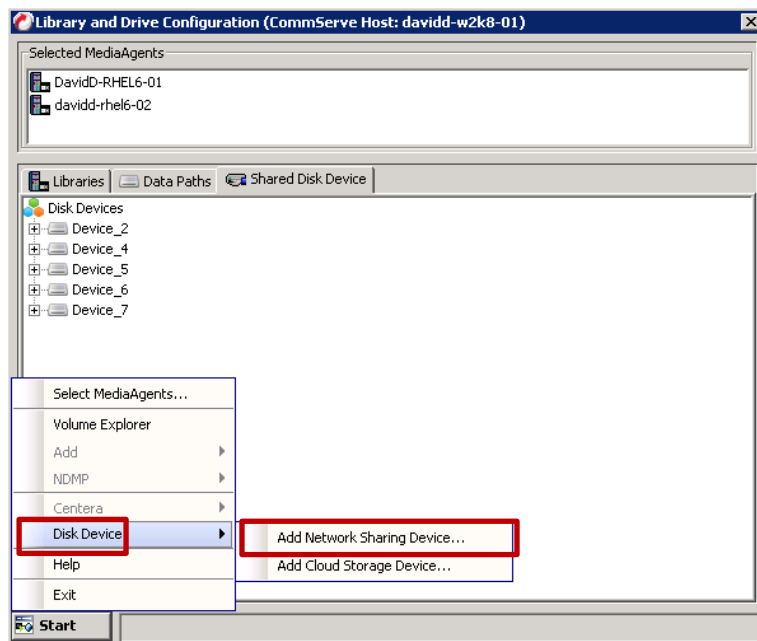 Library and Drive Configuration (CommServe Host: davidd-w2k8-01)
Selected MediaAgents
DavidD-RHEL6-01
davidd-rhel6-02
Libraries Data Paths Shared Disk Device
Disk Devices
Device_2
Device_4
Device_5
Device_6
Device_7
Select MediaAgents...
Volume Explorer
Add
NDMP
Centera
Disk Device
Add Network Sharing Device...
Add Cloud Storage Device...
Help
Exit
Start